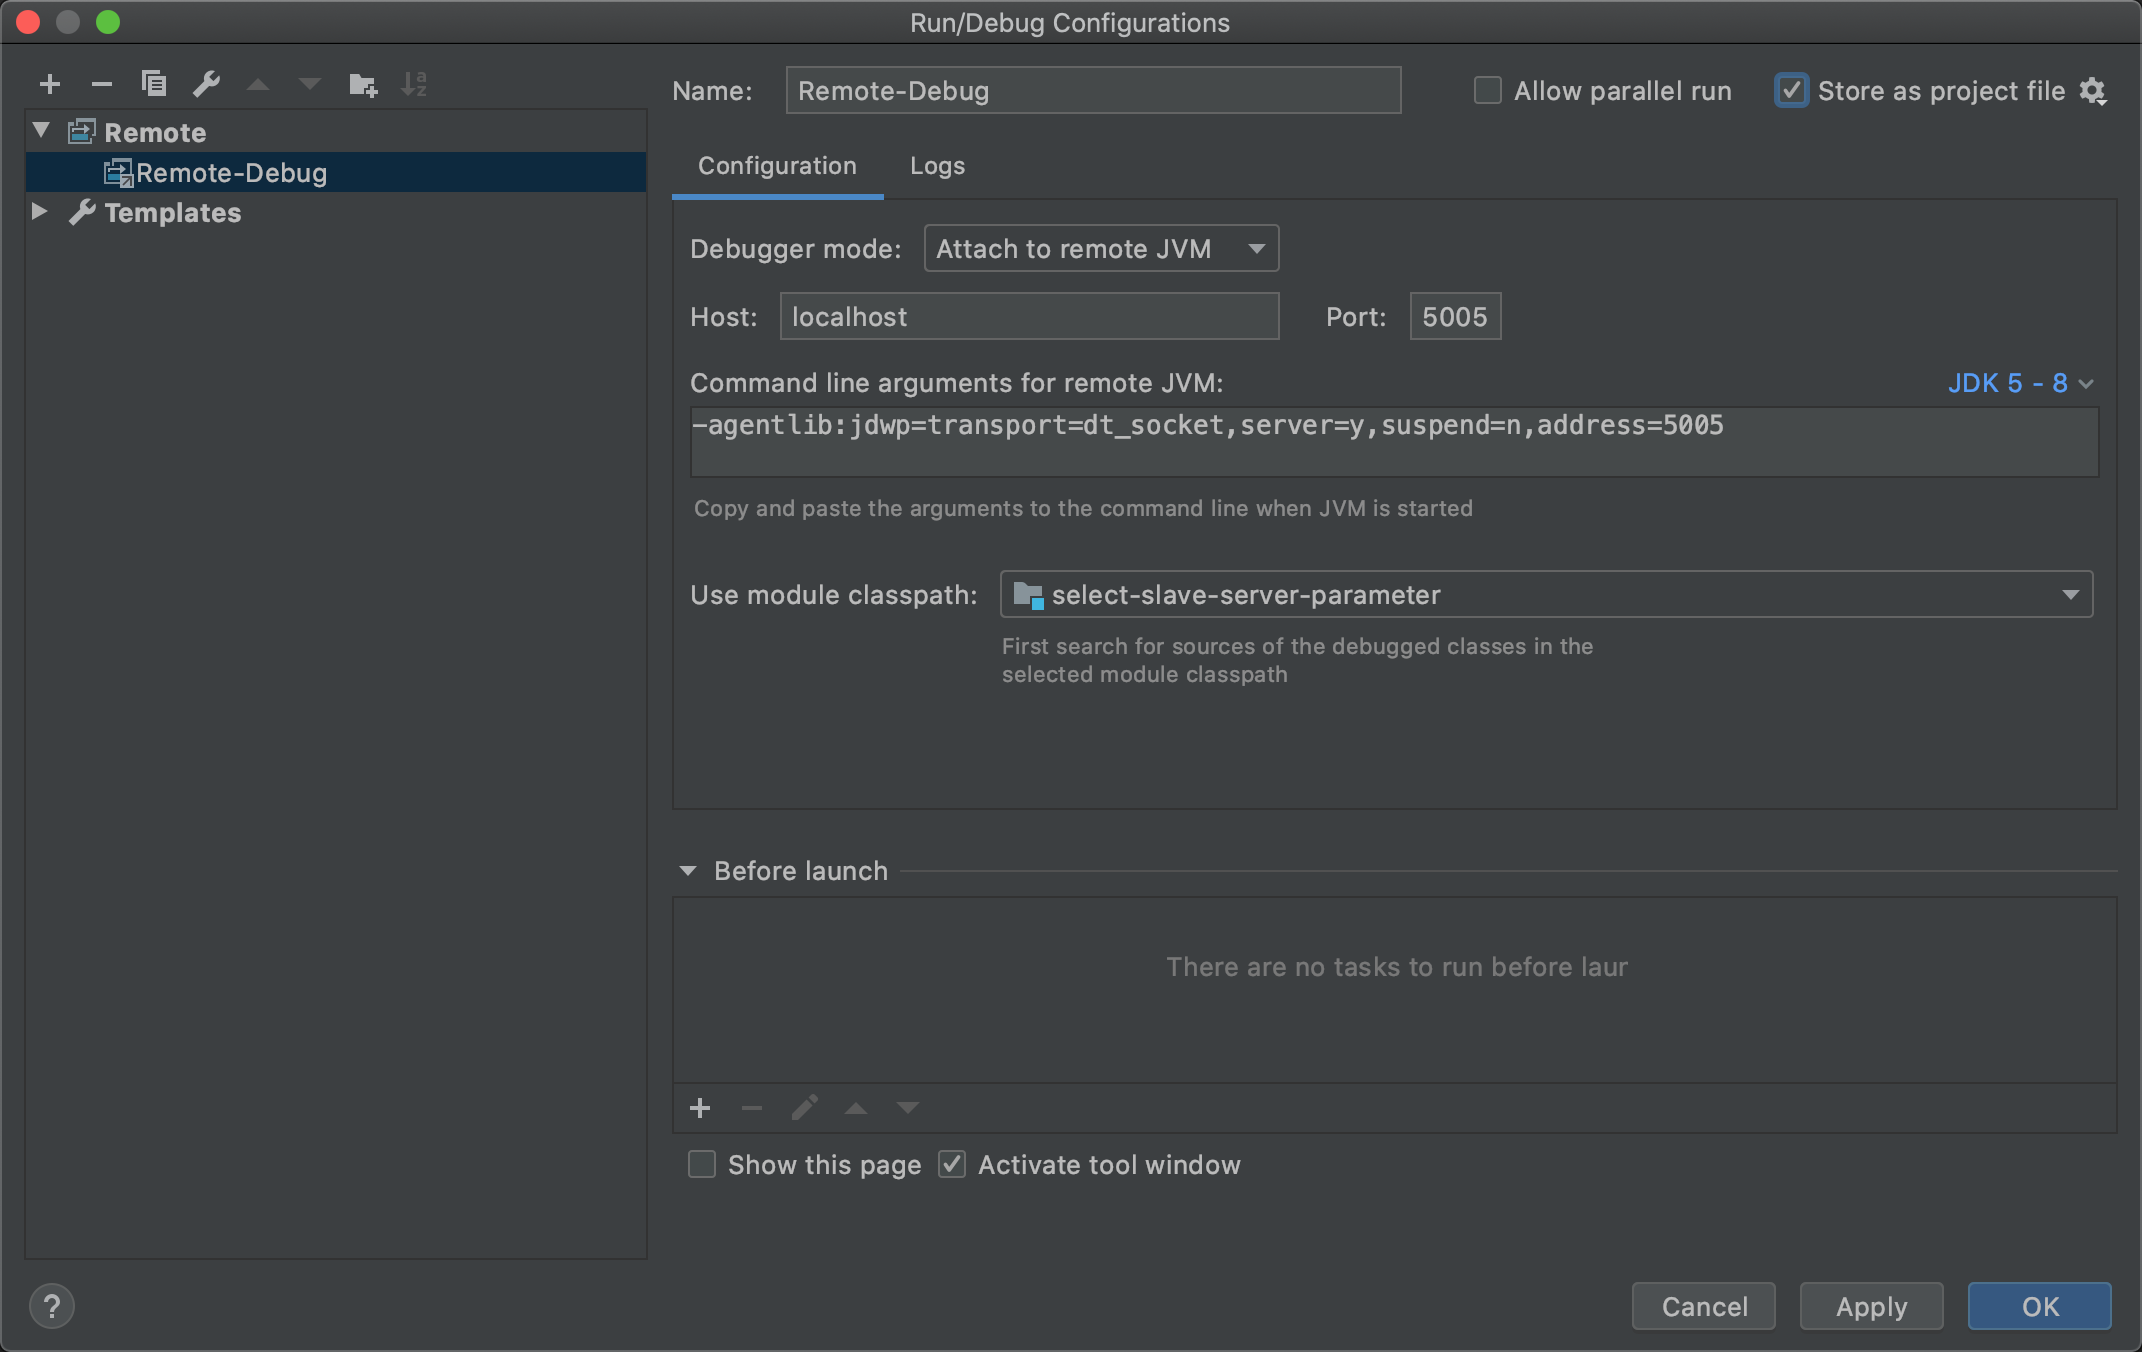 Run/Debug Configurations
Remote
Remote-Debug
Templates
Name: Remote-Debug Allow parallel run Store as project file
Configuration Logs
Debugger mode: Attach to remote JVM
Host: localhost Port: 5005
Command line arguments for remote JVM: JDK 5 - 8
-agentlib:jdwp=transport=dt_socket,server=y,suspend=n,address=5005
Copy and paste the arguments to the command line when JVM is started
Use module classpath: select-slave-server-parameter
First search for sources of the debugged classes in the
selected module classpath
Before launch
There are no tasks to run before laur
Show this page Activate tool window
? Cancel Apply OK